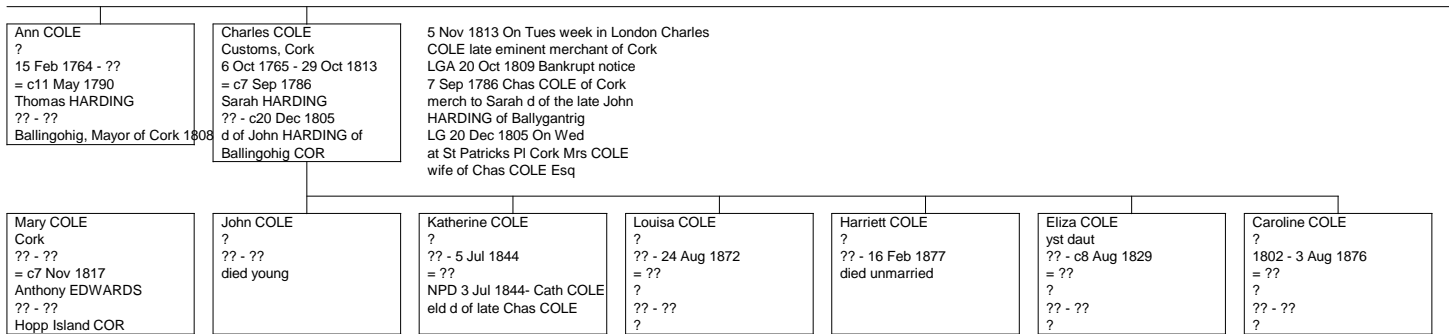 Ann COLE
?
15 Feb 1764 - ??
= c11 May 1790
Thomas HARDING
?? - ??
Ballingohig, Mayor of Cork 1808
Charles COLE
Customs, Cork
6 Oct 1765 - 29 Oct 1813
= c7 Sep 1786
Sarah HARDING
?? - c20 Dec 1805
d of John HARDING of
Ballingohig COR
5 Nov 1813 On Tues week in London Charles
COLE late eminent merchant of Cork
LGA 20 Oct 1809 Bankrupt notice
7 Sep 1786 Chas COLE of Cork
merch to Sarah d of the late John
HARDING of Ballygantrig
LG 20 Dec 1805 On Wed
at St Patricks Pl Cork Mrs COLE
wife of Chas COLE Esq
Mary COLE
Cork
?? - ??
= c7 Nov 1817
Anthony EDWARDS
?? - ??
Hopp Island COR
John COLE
?
?? - ??
died young
Katherine COLE
?
?? - 5 Jul 1844
= ??
NPD 3 Jul 1844- Cath COLE
eld d of late Chas COLE
Louisa COLE
?
?? - 24 Aug 1872
= ??
?
?? - ??
?
Harriett COLE
?
?? - 16 Feb 1877
died unmarried
Eliza COLE
yst daut
?? - c8 Aug 1829
= ??
?
?? - ??
?
Caroline COLE
?
1802 - 3 Aug 1876
= ??
?
?? - ??
?